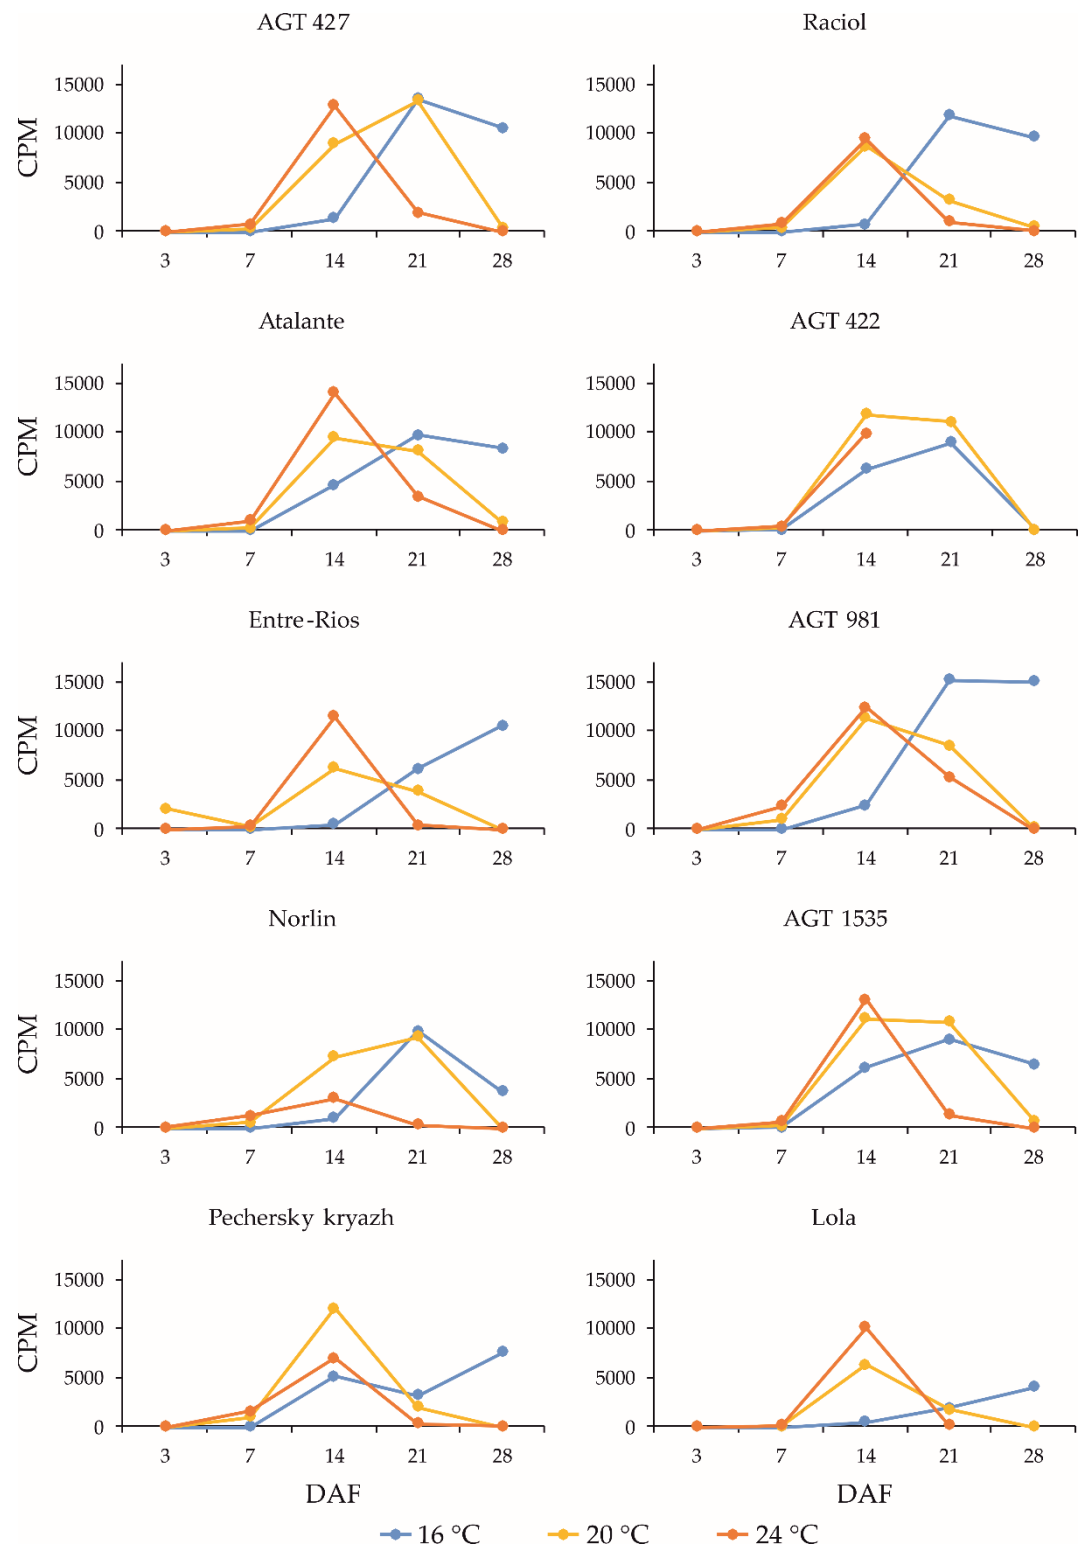 AGT 427
Raciol
CPM
15000
10000
5000
0
3 7 14 21 28
15000
10000
5000
0
3 7 14 21 28
Atalante
AGT 422
CPM
15000
10000
5000
0
3 7 14 21 28
15000
10000
5000
0
3 7 14 21 28
Entre-Rios
AGT 981
CPM
15000
10000
5000
0
3 7 14 21 28
15000
10000
5000
0
3 7 14 21 28
Norlin
AGT 1535
CPM
15000
10000
5000
0
3 7 14 21 28
15000
10000
5000
0
3 7 14 21 28
Pechersky kryazh
Lola
CPM
15000
10000
5000
0
3 7 14 21 28
15000
10000
5000
0
3 7 14 21 28
DAF
DAF
16 °C
20 °C
24 °C